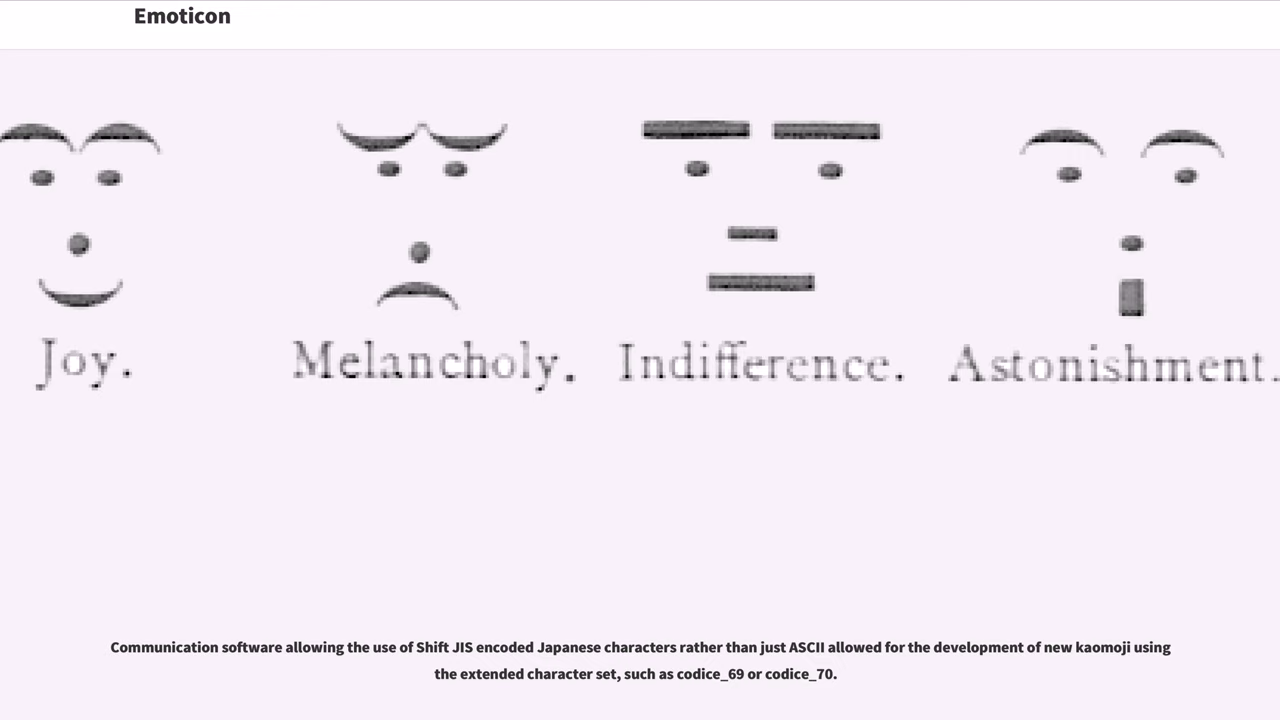 Emoticon
Joy. Melancholy. Indifference. Astonishment.
Communication software allowing the use of Shift JIS encoded Japanese characters rather than just ASCII allowed for the development of new kaomoji using
the extended character set, such as codice_69 or codice_70.